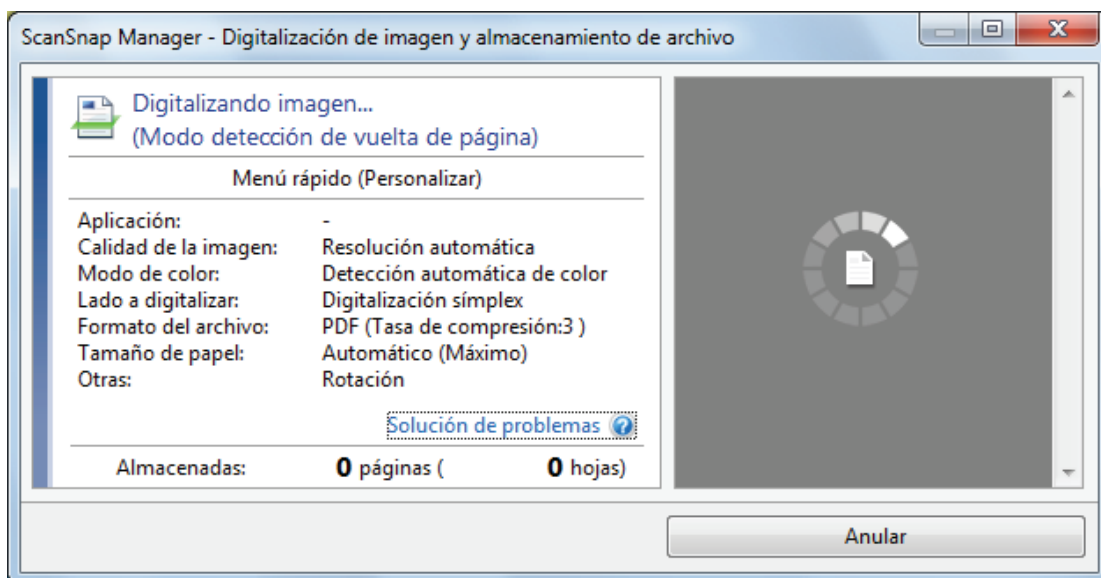 ScanSnap Manager - Digitalización de imagen y almacenamiento de archivo
Digitalizando imagen...
(Modo detección de vuelta de página)
Menú rápido (Personalizar)
Aplicación: -
Calidad de la imagen: Resolución automática
Modo de color: Detección automática de color
Lado a digitalizar: Digitalización símplex
Formato del archivo: PDF (Tasa de compresión:3 )
Tamaño de papel: Automático (Máximo)
Otras: Rotación
Solución de problemas
Almacenadas: 0 páginas ( 0 hojas)
Anular